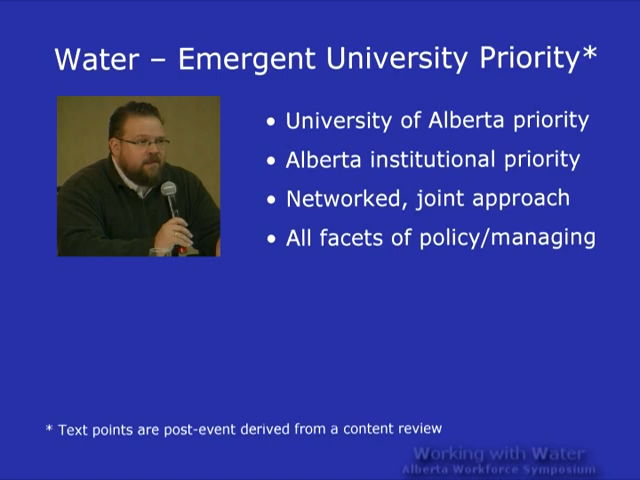 Water – Emergent University Priority*
• University of Alberta priority
• Alberta institutional priority
• Networked, joint approach
• All facets of policy/managing
* Text points are post-event derived from a content review
Working with Water
Alberta Workforce Symposium